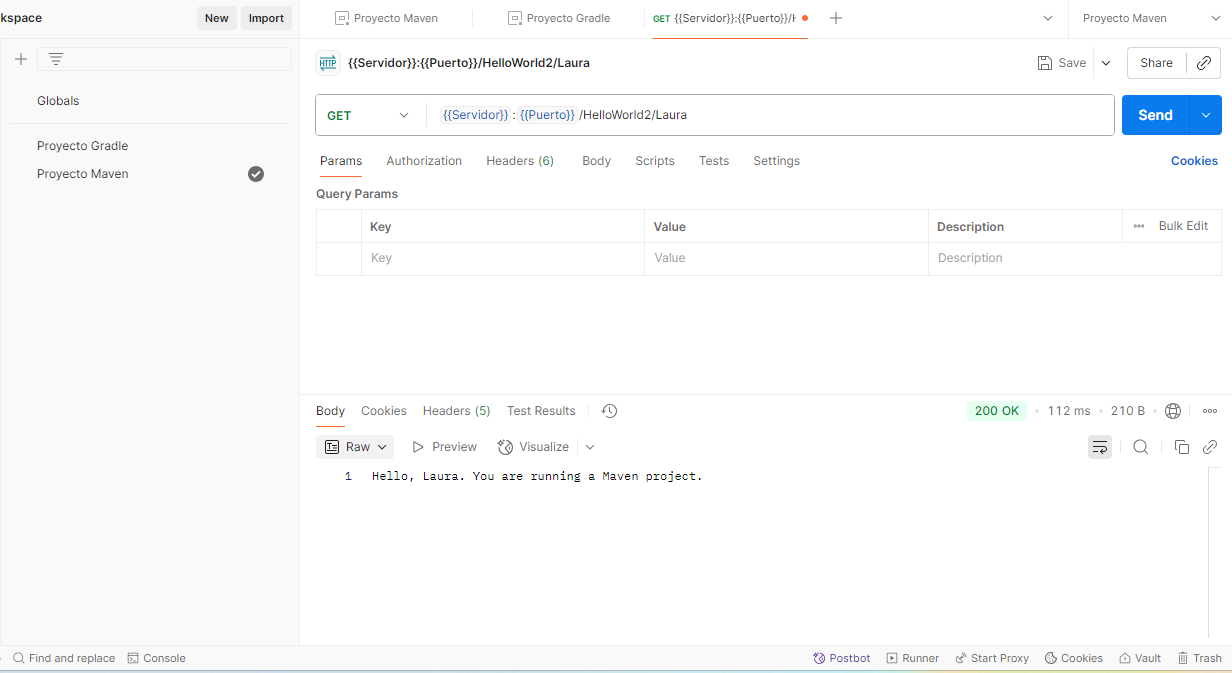 kspace New Import Proyecto Maven Proyecto Gradle GET {{Servidor}}:{{Puerto}}/H Proyecto Maven
HTTP {{Servidor}}:{{Puerto}}/HelloWorld2/Laura Save Share
Globals
GET {{Servidor}} : {{Puerto}} /HelloWorld2/Laura Send
Proyecto Gradle
Proyecto Maven
Params Authorization Headers (6) Body Scripts Tests Settings Cookies
Query Params
Key Value Description Bulk Edit
Key Value Description
Body Cookies Headers (5) Test Results 200 OK 112 ms 210 B
Raw Preview Visualize
1 Hello, Laura. You are running a Maven project.
Find and replace Console Postbot Runner Start Proxy Cookies Vault Trash